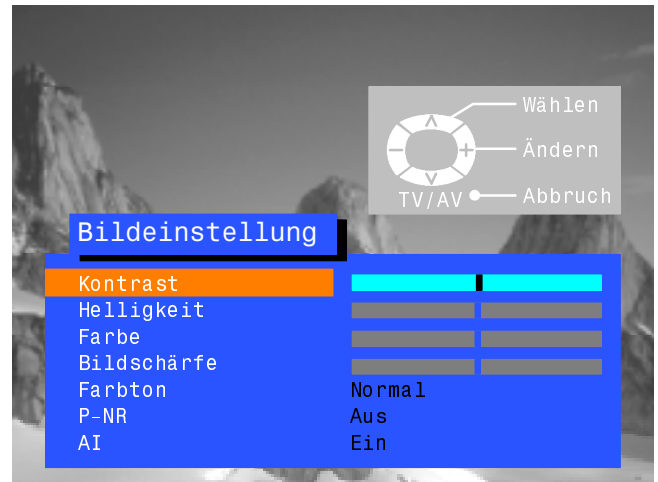 Wählen
Ändern
TV/AV Abbruch
Bildeinstellung
Kontrast
Helligkeit
Farbe
Bildschärfe
Farbton Normal
P-NR Aus
AI Ein